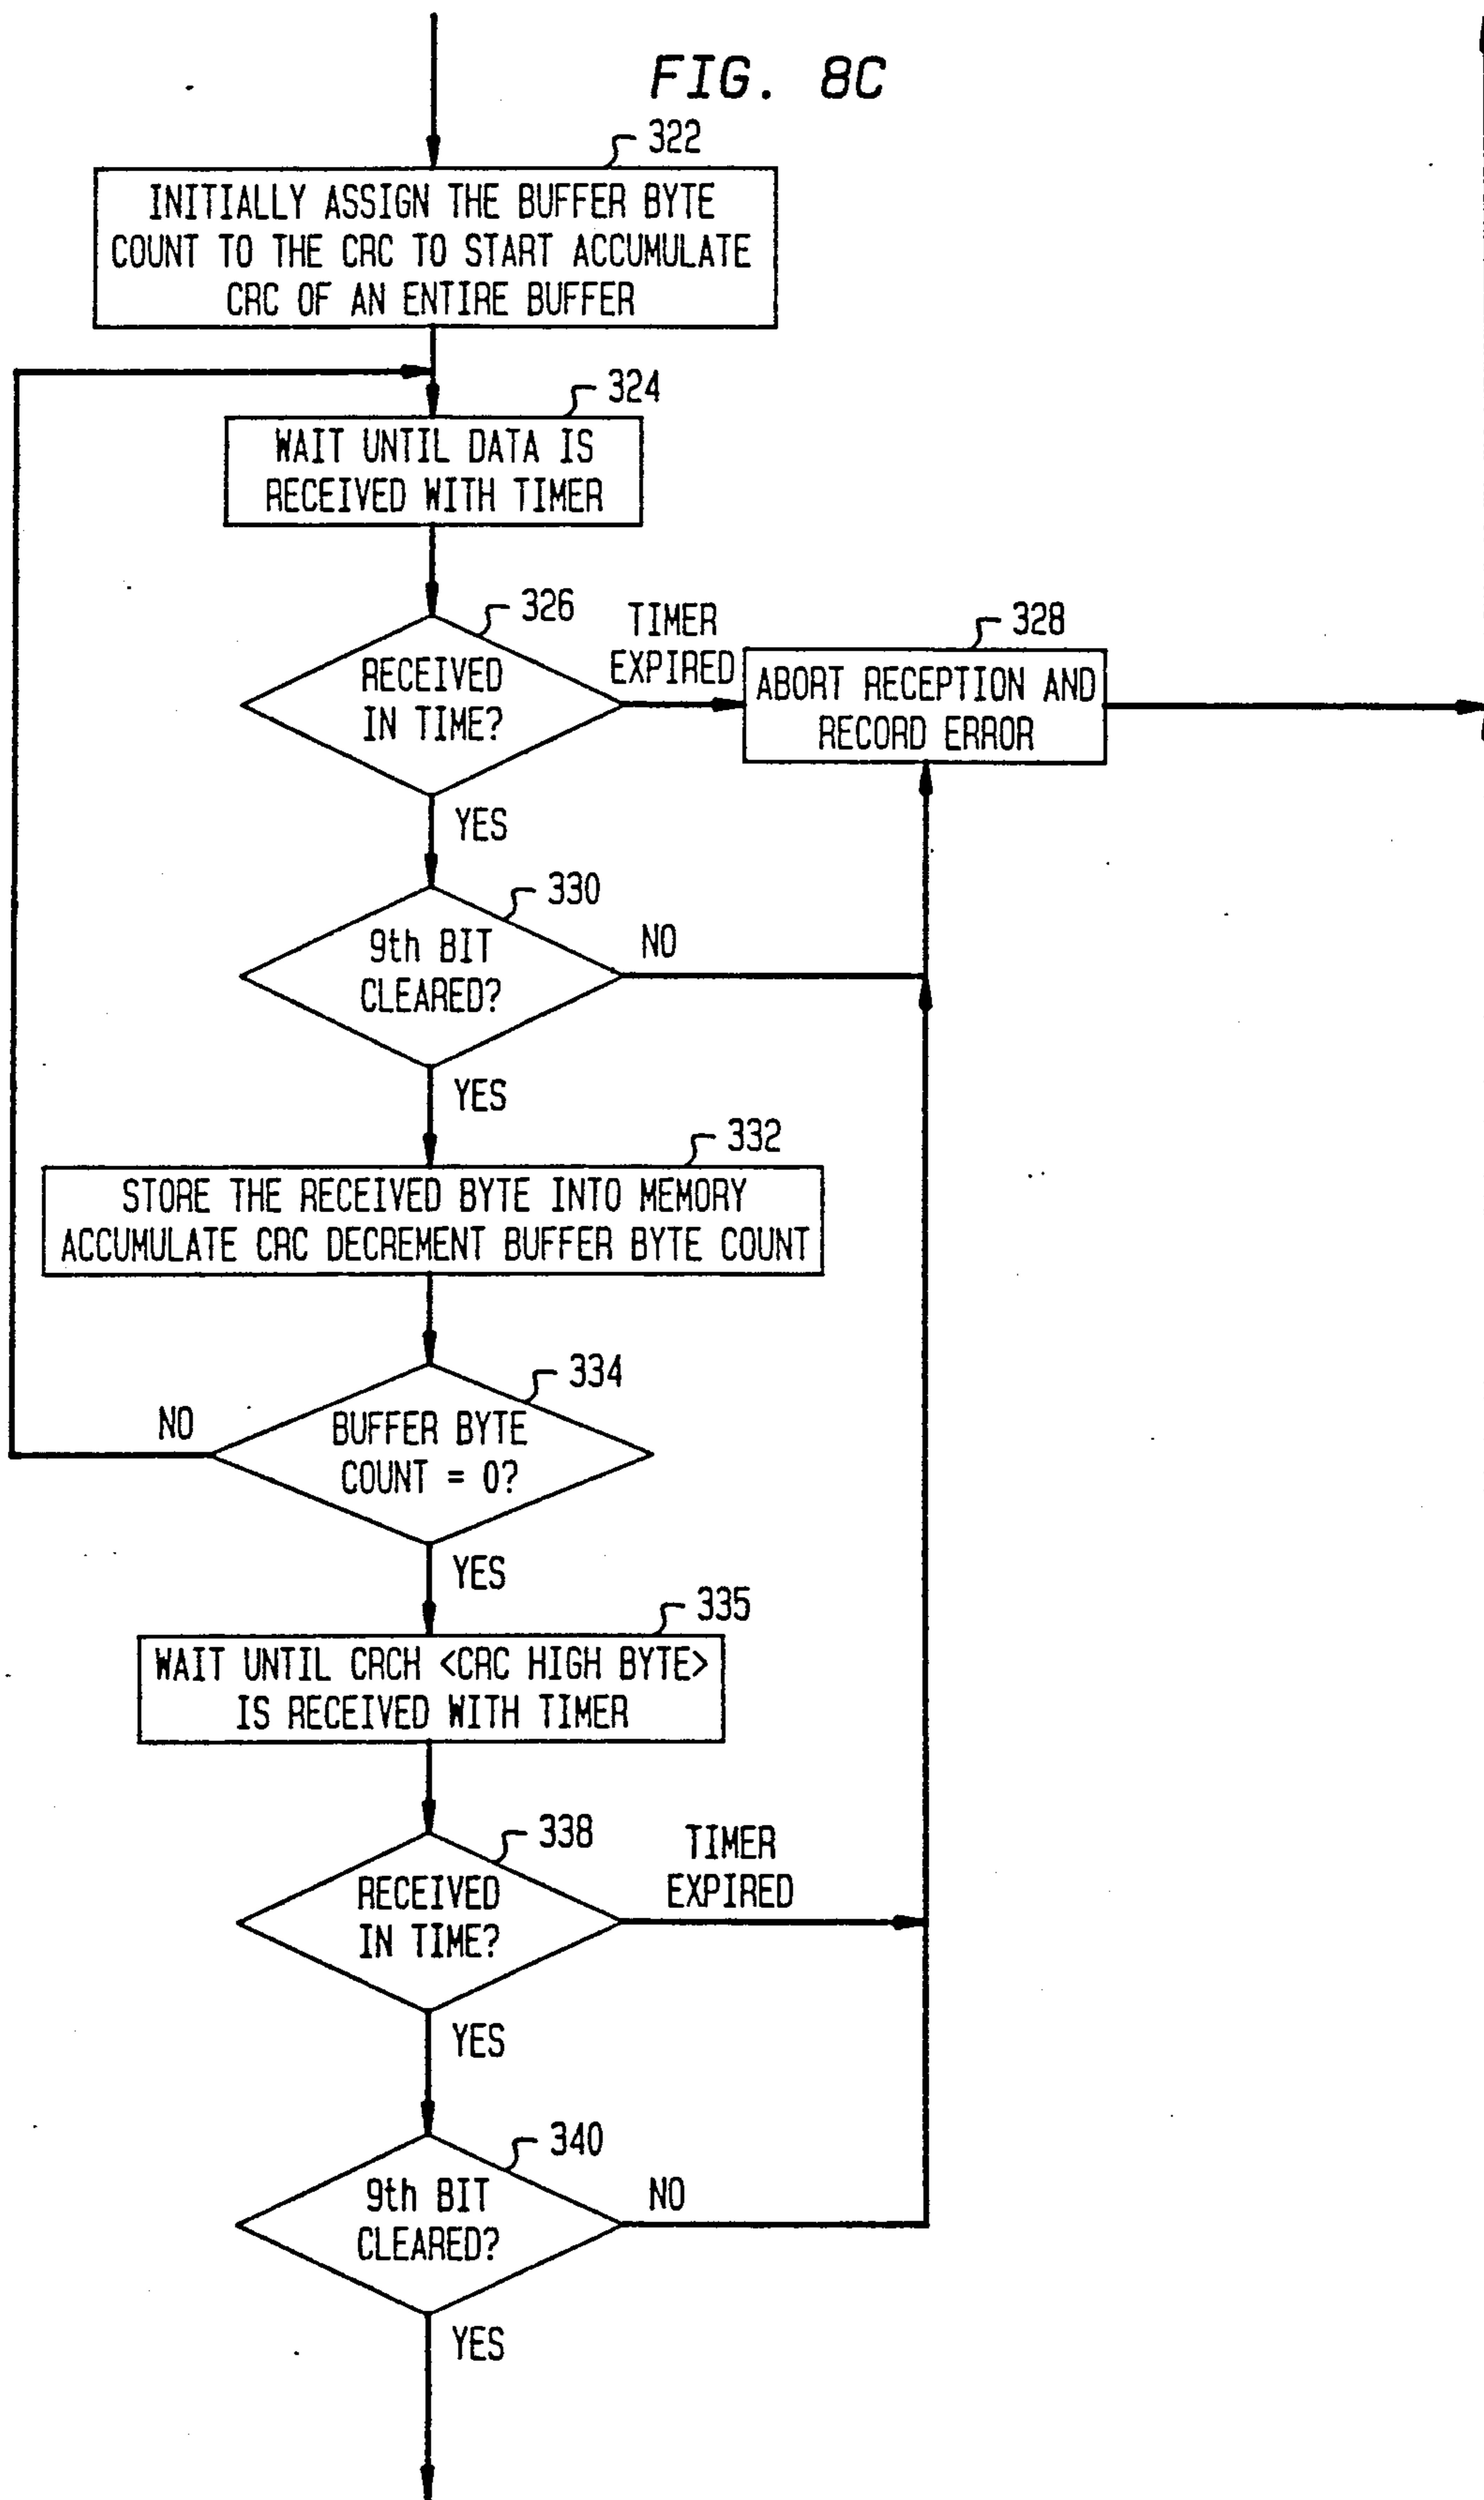 FIG. 8C
322
INITIALLY ASSIGN THE BUFFER BYTE
COUNT TO THE CRC TO START ACCUMULATE
CRC OF AN ENTIRE BUFFER
324
WAIT UNTIL DATA IS
RECEIVED WITH TIMER
326
RECEIVED
IN TIME?
TIMER
EXPIRED
328
ABORT RECEPTION AND
RECORD ERROR
YES
330
9th BIT
CLEARED?
NO
YES
332
STORE THE RECEIVED BYTE INTO MEMORY
ACCUMULATE CRC DECREMENT BUFFER BYTE COUNT
334
BUFFER BYTE
COUNT = 0?
NO
YES
335
WAIT UNTIL CRCH <CRC HIGH BYTE>
IS RECEIVED WITH TIMER
338
RECEIVED
IN TIME?
TIMER
EXPIRED
YES
340
9th BIT
CLEARED?
NO
YES